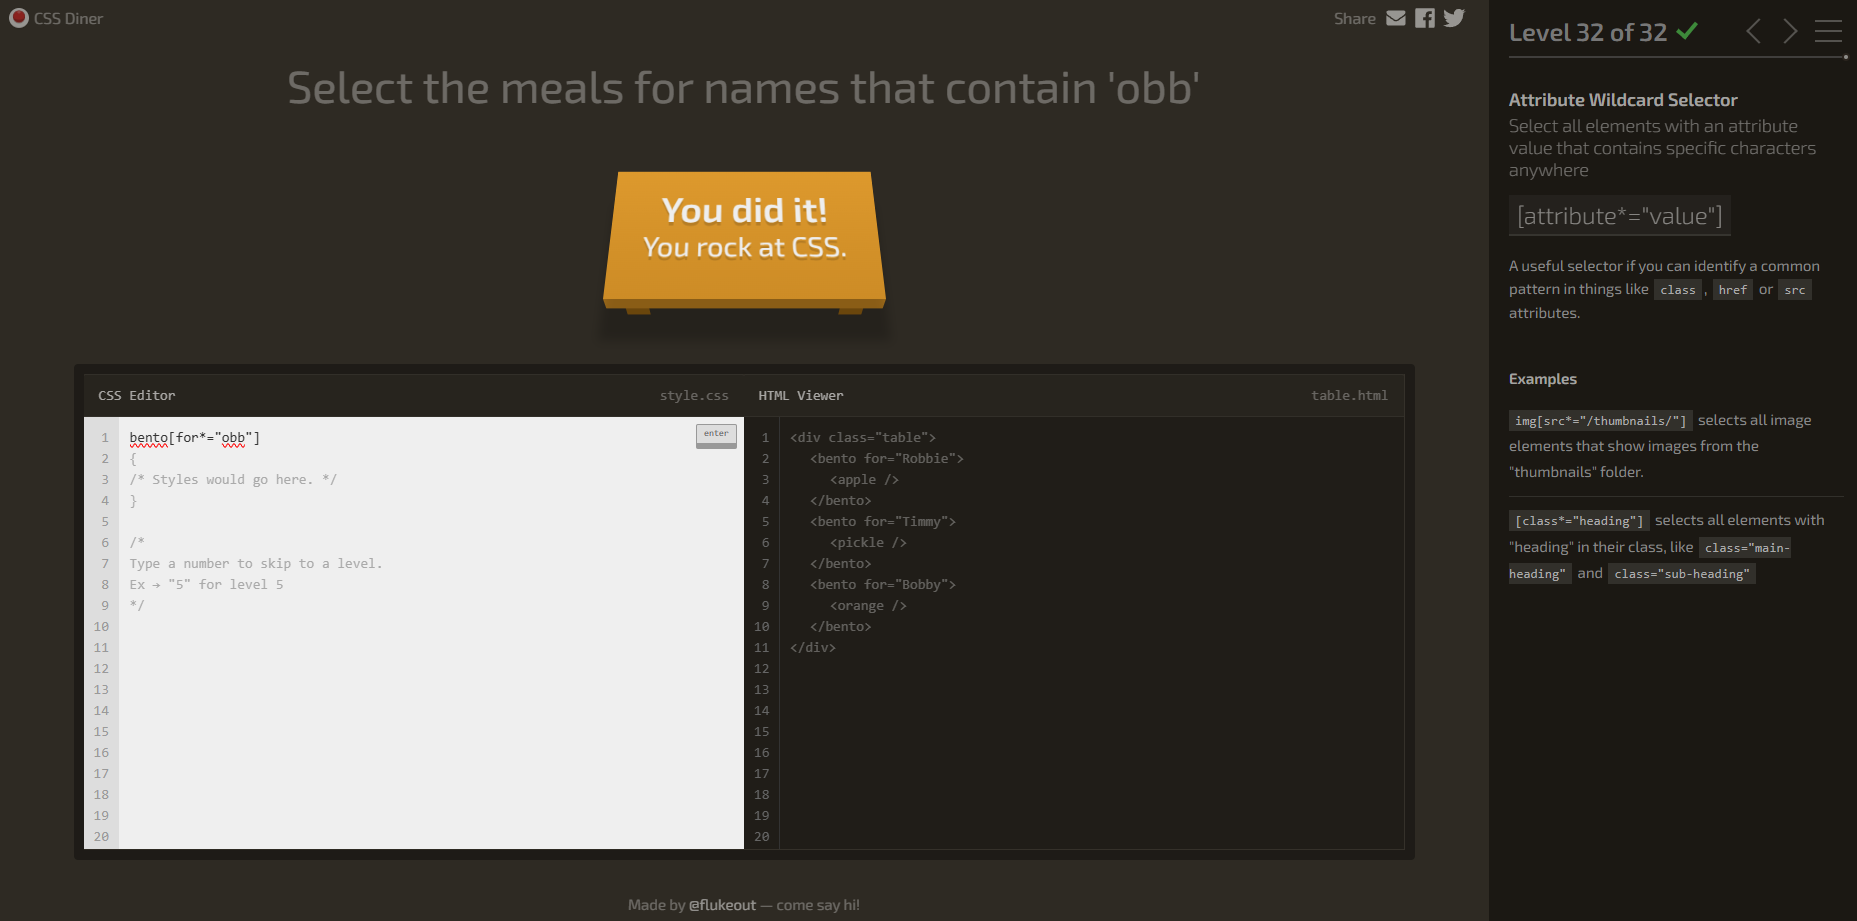 CSS Diner
Share
Select the meals for names that contain 'obb'
You did it!
You rock at CSS.
CSS Editor
style.css
HTML Viewer
table.html
1 bento[for*="obb"]
enter
2 {
3 /* Styles would go here. */
4 }
5
6 /*
7 Type a number to skip to a level.
8 Ex → "5" for level 5
9 */
10
11
12
13
14
15
16
17
18
19
20
1 <div class="table">
2 <bento for="Robbie">
3 <apple />
4 </bento>
5 <bento for="Timmy">
6 <pickle />
7 </bento>
8 <bento for="Bobby">
9 <orange />
10 </bento>
11 </div>
12
13
14
15
16
17
18
19
20
Made by @flukeout — come say hi!
Level 32 of 32
Attribute Wildcard Selector
Select all elements with an attribute
value that contains specific characters
anywhere
[attribute*="value"]
A useful selector if you can identify a common
pattern in things like class, href or src
attributes.
Examples
img[src*="/thumbnails/"] selects all image
elements that show images from the
"thumbnails" folder.
[class*="heading"] selects all elements with
"heading" in their class, like class="main-
heading" and class="sub-heading"